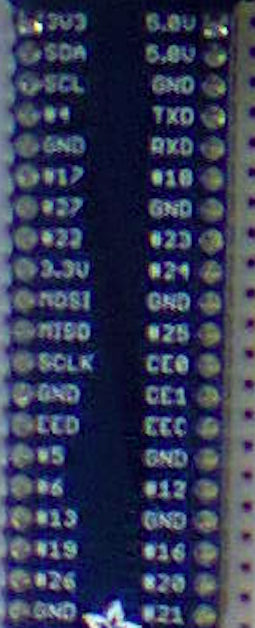 3V3 5.0V
SDA 5.0V
SCL GND
#4 TXD
GND RXD
#17 #18
#27 GND
#22 #23
3.3V #24
MOSI GND
MISO #25
SCLK CE0
GND CE1
EED EEC
#5 GND
#6 #12
#13 GND
#19 #16
#26 #20
GND #21